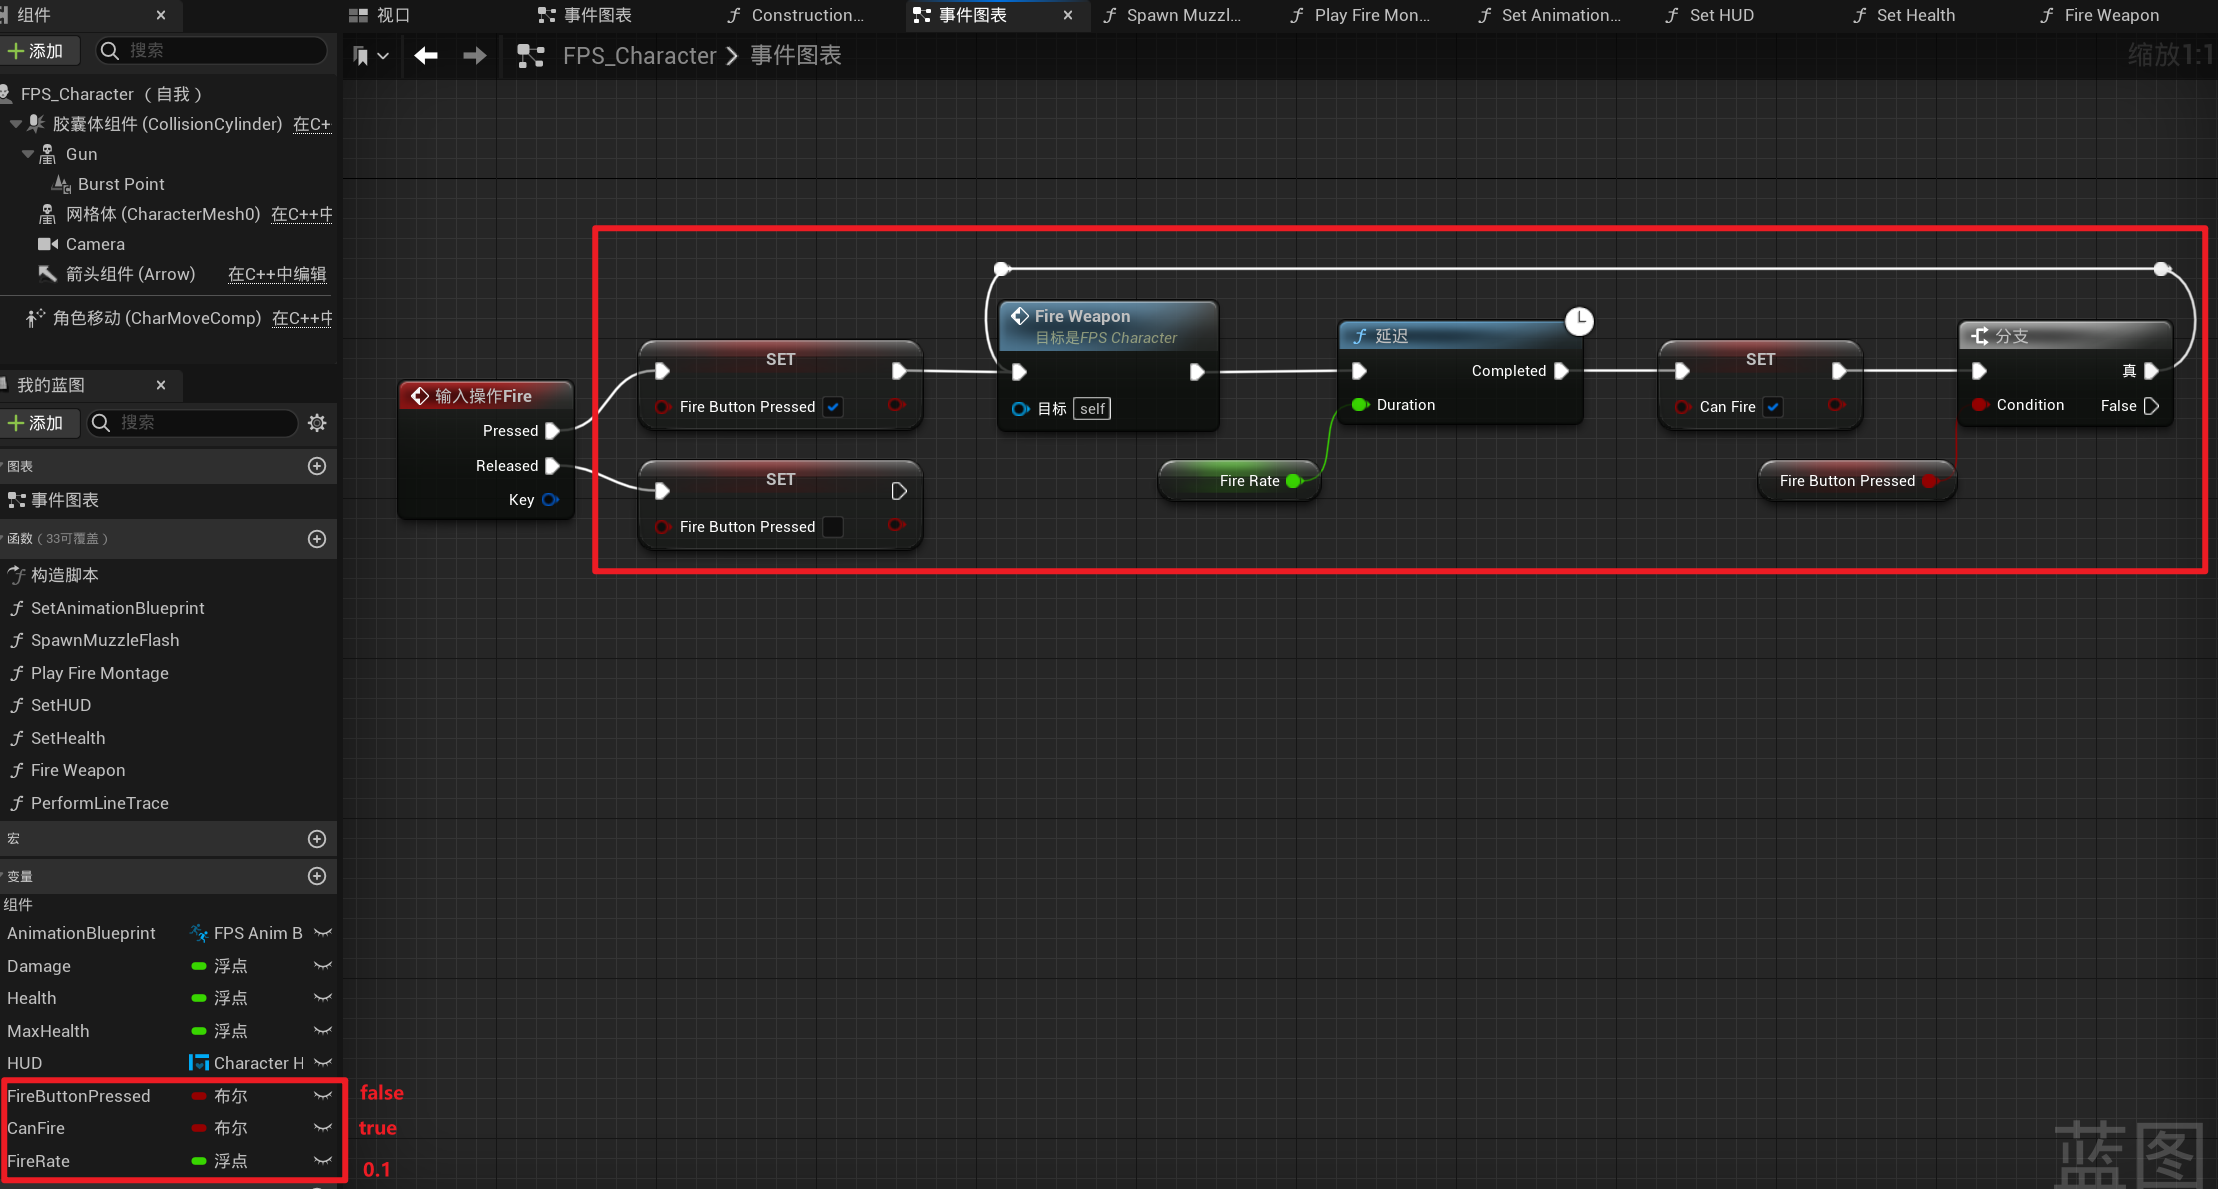 组件
添加
搜索
FPS_Character （自我）
胶囊体组件 (CollisionCylinder) 在C+
Gun
Burst Point
网格体 (CharacterMesh0) 在C++中
Camera
箭头组件 (Arrow) 在C++中编辑
角色移动 (CharMoveComp) 在C++中
我的蓝图
添加
搜索
图表
事件图表
函数（33可覆盖）
构造脚本
SetAnimationBlueprint
SpawnMuzzleFlash
Play Fire Montage
SetHUD
SetHealth
Fire Weapon
PerformLineTrace
宏
变量
组件
AnimationBlueprint FPS Anim B
Damage 浮点
Health 浮点
MaxHealth 浮点
HUD Character H
FireButtonPressed 布尔 false
CanFire 布尔 true
FireRate 浮点 0.1
视口
事件图表
Construction...
事件图表
Spawn Muzzl...
Play Fire Mon...
Set Animation...
Set HUD
Set Health
Fire Weapon
FPS_Character > 事件图表
缩放1:1
输入操作Fire
Pressed
Released
Key
SET
Fire Button Pressed
SET
Fire Button Pressed
Fire Weapon
目标是FPS Character
目标 self
延迟
Completed
Duration
Fire Rate
SET
Can Fire
Fire Button Pressed
分支
真
Condition False
蓝图